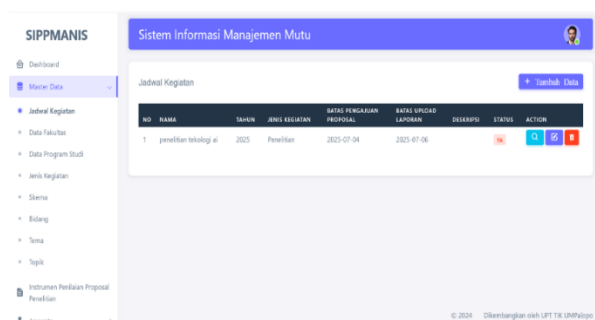 SIPPMANIS
Sistem Informasi Manajemen Mutu
Dashboard
Master Data
Jadwal Kegiatan
Data Fakultas
Data Program Studi
Jenis Kegiatan
Skema
Bidang
Tema
Topik
Instrumen Penilaian Proposal
Penelitian
Jadwal Kegiatan
+ Tambah Data
NO NAMA TAHUN JENIS KEGIATAN BATAS PENGAJUAN PROPOSAL BATAS UPLOAD LAPORAN DESKRIPSI STATUS ACTION
1 penelitian tekologi ai 2025 Penelitian 2025-07-04 2025-07-06
© 2024 Dikembangkan oleh UPT TIK UMPalopo